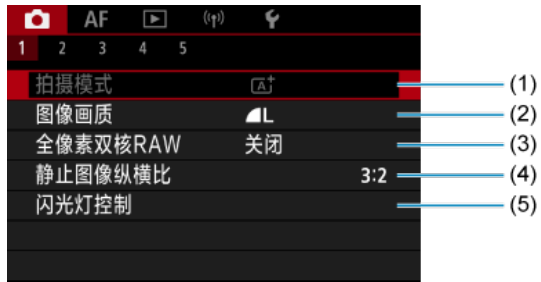 AF
1 2 3 4 5
拍摄模式 A+ (1)
图像画质 L (2)
全像素双核RAW 关闭 (3)
静止图像纵横比 3:2 (4)
闪光灯控制 (5)